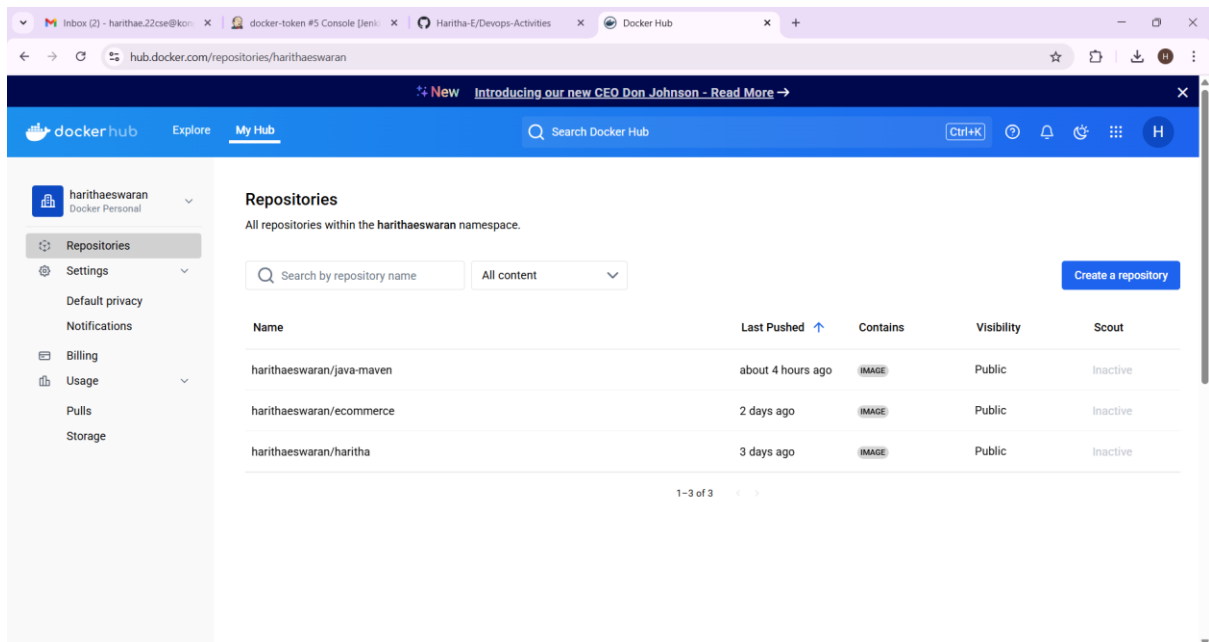 Inbox (2) - harithae.22cse@kon
docker-token #5 Console [Jenki
Haritha-E/Devops-Activities
Docker Hub
hub.docker.com/repositories/harithaeswaran
H
New Introducing our new CEO Don Johnson - Read More →
dockerhub
Explore
My Hub
Search Docker Hub
Ctrl+K
H
harithaeswaran
Docker Personal
Repositories
Settings
Default privacy
Notifications
Billing
Usage
Pulls
Storage
Repositories
All repositories within the harithaeswaran namespace.
Search by repository name
All content
Create a repository
Name Last Pushed ↑ Contains Visibility Scout
harithaeswaran/java-maven about 4 hours ago IMAGE Public Inactive
harithaeswaran/ecommerce 2 days ago IMAGE Public Inactive
harithaeswaran/haritha 3 days ago IMAGE Public Inactive
1–3 of 3